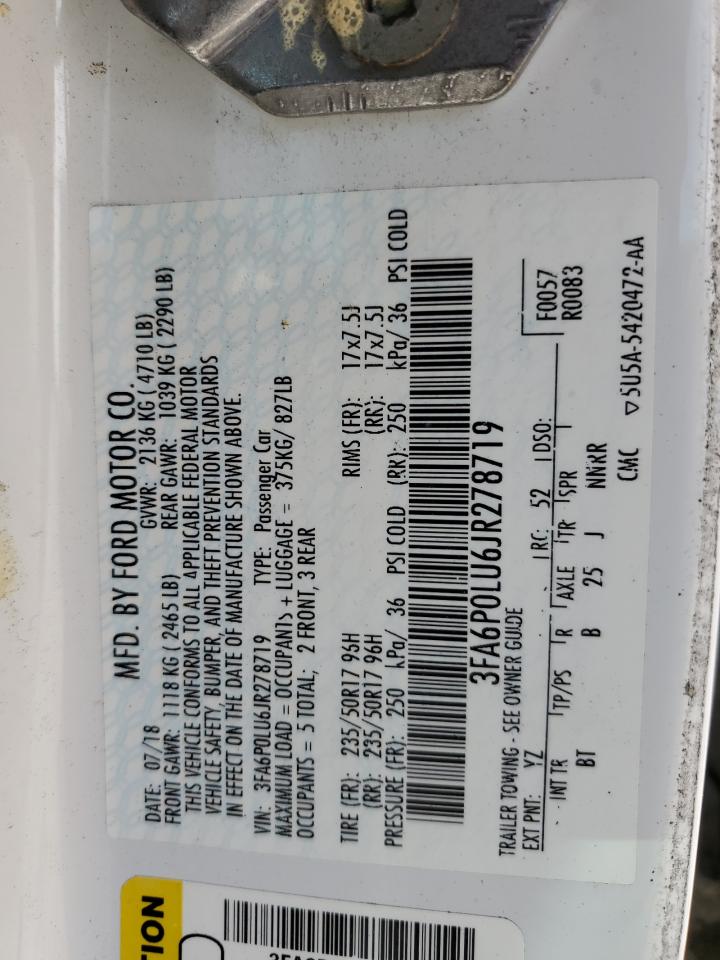 MFD. BY FORD MOTOR CO.
DATE: 07/18 GVWR: 2136 KG ( 4710 LB)
FRONT GAWR: 1118 KG ( 2465 LB) REAR GAWR: 1039 KG ( 2290 LB)
THIS VEHICLE CONFORMS TO ALL APPLICABLE FEDERAL MOTOR
VEHICLE SAFETY, BUMPER, AND THEFT PREVENTION STANDARDS
IN EFFECT ON THE DATE OF MANUFACTURE SHOWN ABOVE.
VIN: 3FA6P0LU6JR278719 TYPE: Passenger Car
MAXIMUM LOAD = OCCUPANTS + LUGGAGE = 375KG/ 827LB
OCCUPANTS = 5 TOTAL; 2 FRONT, 3 REAR
TIRE (FR): 235/50R17 96H RIMS (FR): 17x7.5J
(RR): 235/50R17 96H (RR): 17x7.5J
PRESSURE (FR): 250 kPa/ 36 PSI COLD (RR): 250 kPa/ 36 PSI COLD
3FA6P0LU6JR278719
TRAILER TOWING - SEE OWNER GUIDE
EXT PNT: YZ RC: 52 DSO: F0057
R0083
INT TR TP/PS R AXLE TR SPR
BT B 25 J NNRR
CMC ▽5U5A-5420472-AA
TION